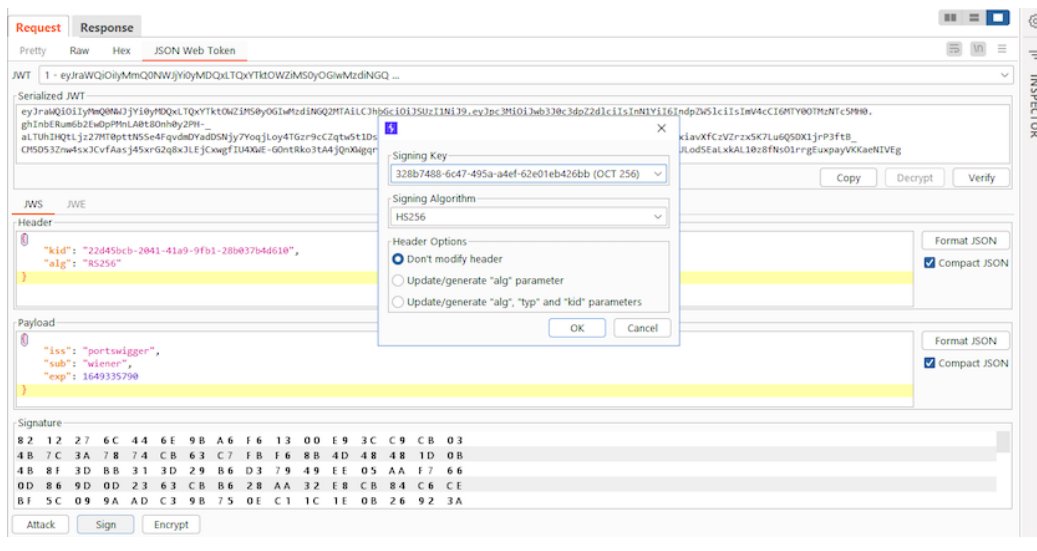 Request Response
Pretty Raw Hex JSON Web Token
JWT 1 - eyJraWQiOiIyMmQ0NWJjYi0yMDQxLTQxYTktOWZiMS0yOGIwMzdiNGQ ...
INSPECTOR
Serialized JWT
Signing Key
328b7488-6c47-495a-a4ef-62e01eb426bb (OCT 256)
Copy Decrypt Verify
Signing Algorithm
HS256
JWS JWE
Header
Header Options
Don't modify header
Update/generate "alg" parameter
Update/generate "alg", "typ" and "kid" parameters
OK Cancel
{
"kid": "22d45bcb-2041-41a9-9fb1-28b037b4d610",
"alg": "RS256"
}
Format JSON
Compact JSON
Payload
{
"iss": "portswigger",
"sub": "wiener",
"exp": 1649335790
}
Format JSON
Compact JSON
Signature
82 12 27 6C 44 6E 9B A6 F6 13 00 E9 3C C9 CB 03
4B 7C 3A 78 74 CB 63 C7 FB F6 8B 4D 48 48 1D 0B
4B 8F 3D BB 31 3D 29 B6 D3 79 49 EE 05 AA F7 66
0D 86 9D 0D 23 63 CB B6 28 AA 32 E8 CB 84 C6 CE
BF 5C 09 9A AD C3 9B 75 0E C1 1C 1E 0B 26 92 3A
Attack Sign Encrypt